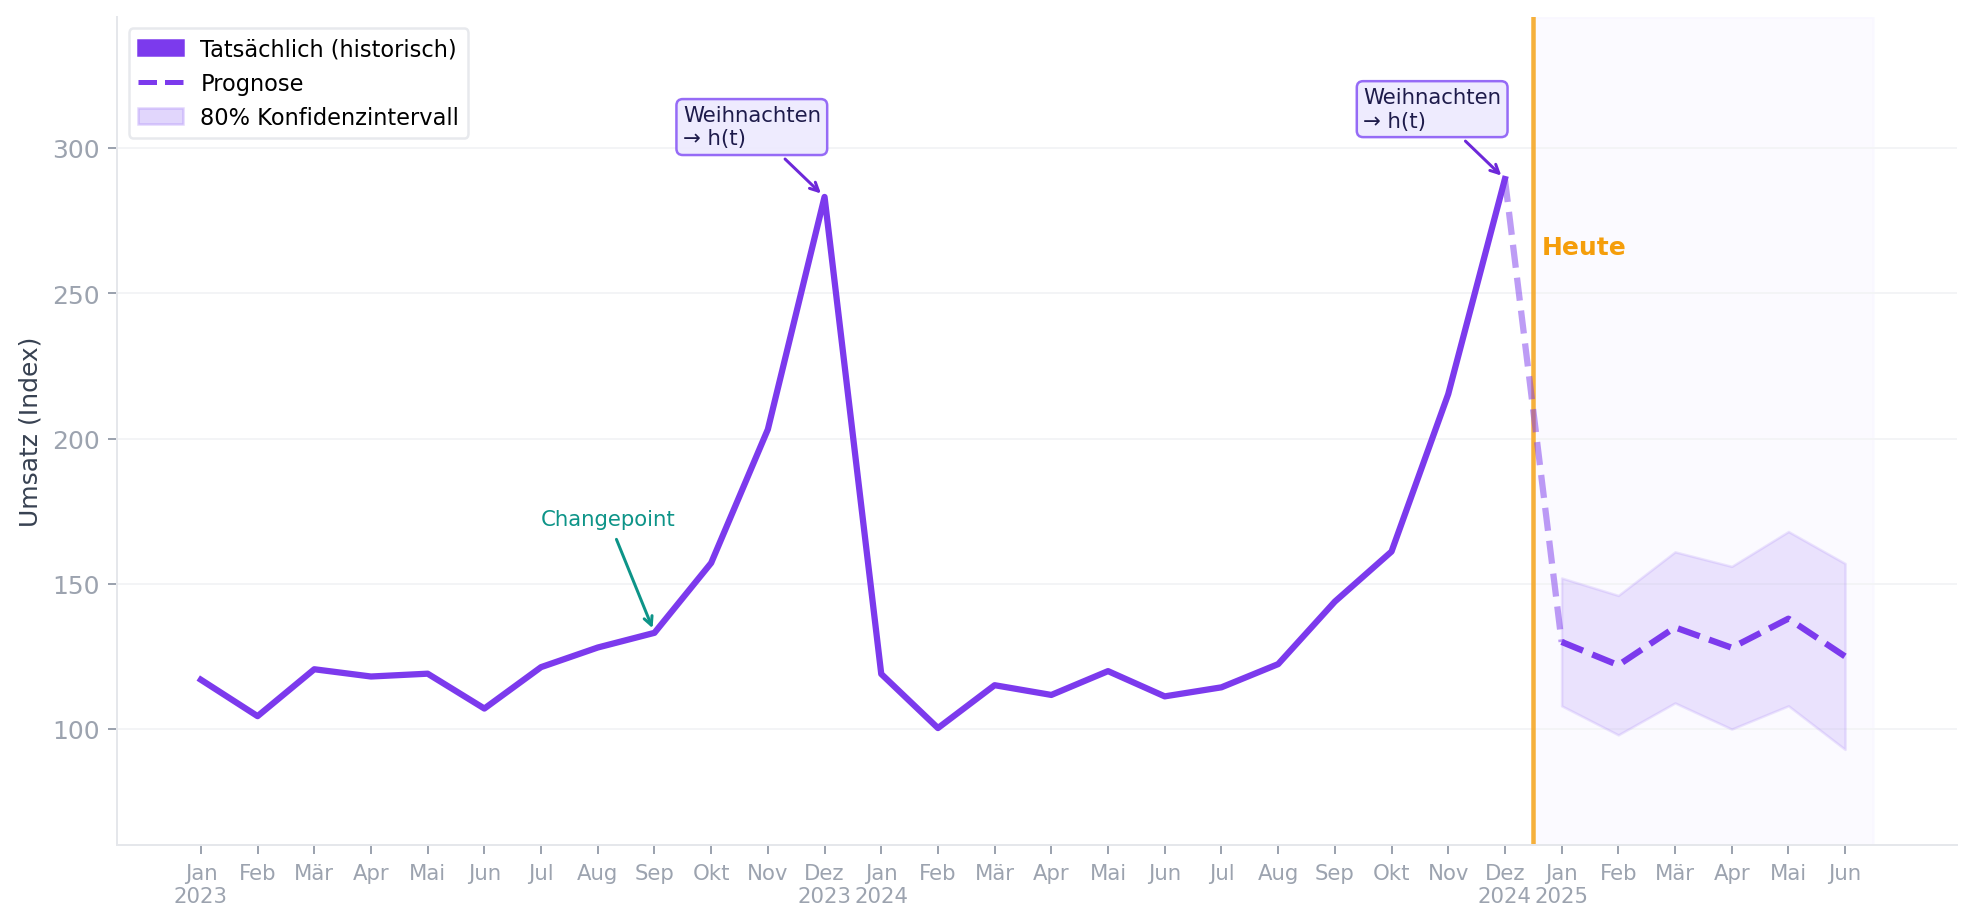 Tatsächlich (historisch)
Prognose
80% Konfidenzintervall
Weihnachten
→ h(t)
Weihnachten
→ h(t)
Heute
Changepoint
Umsatz (Index)
300
250
200
150
100
Jan Feb Mär Apr Mai Jun Jul Aug Sep Okt Nov Dez Jan Feb Mär Apr Mai Jun Jul Aug Sep Okt Nov Dez Jan Feb Mär Apr Mai Jun
2023 2023 2024 2024 2025